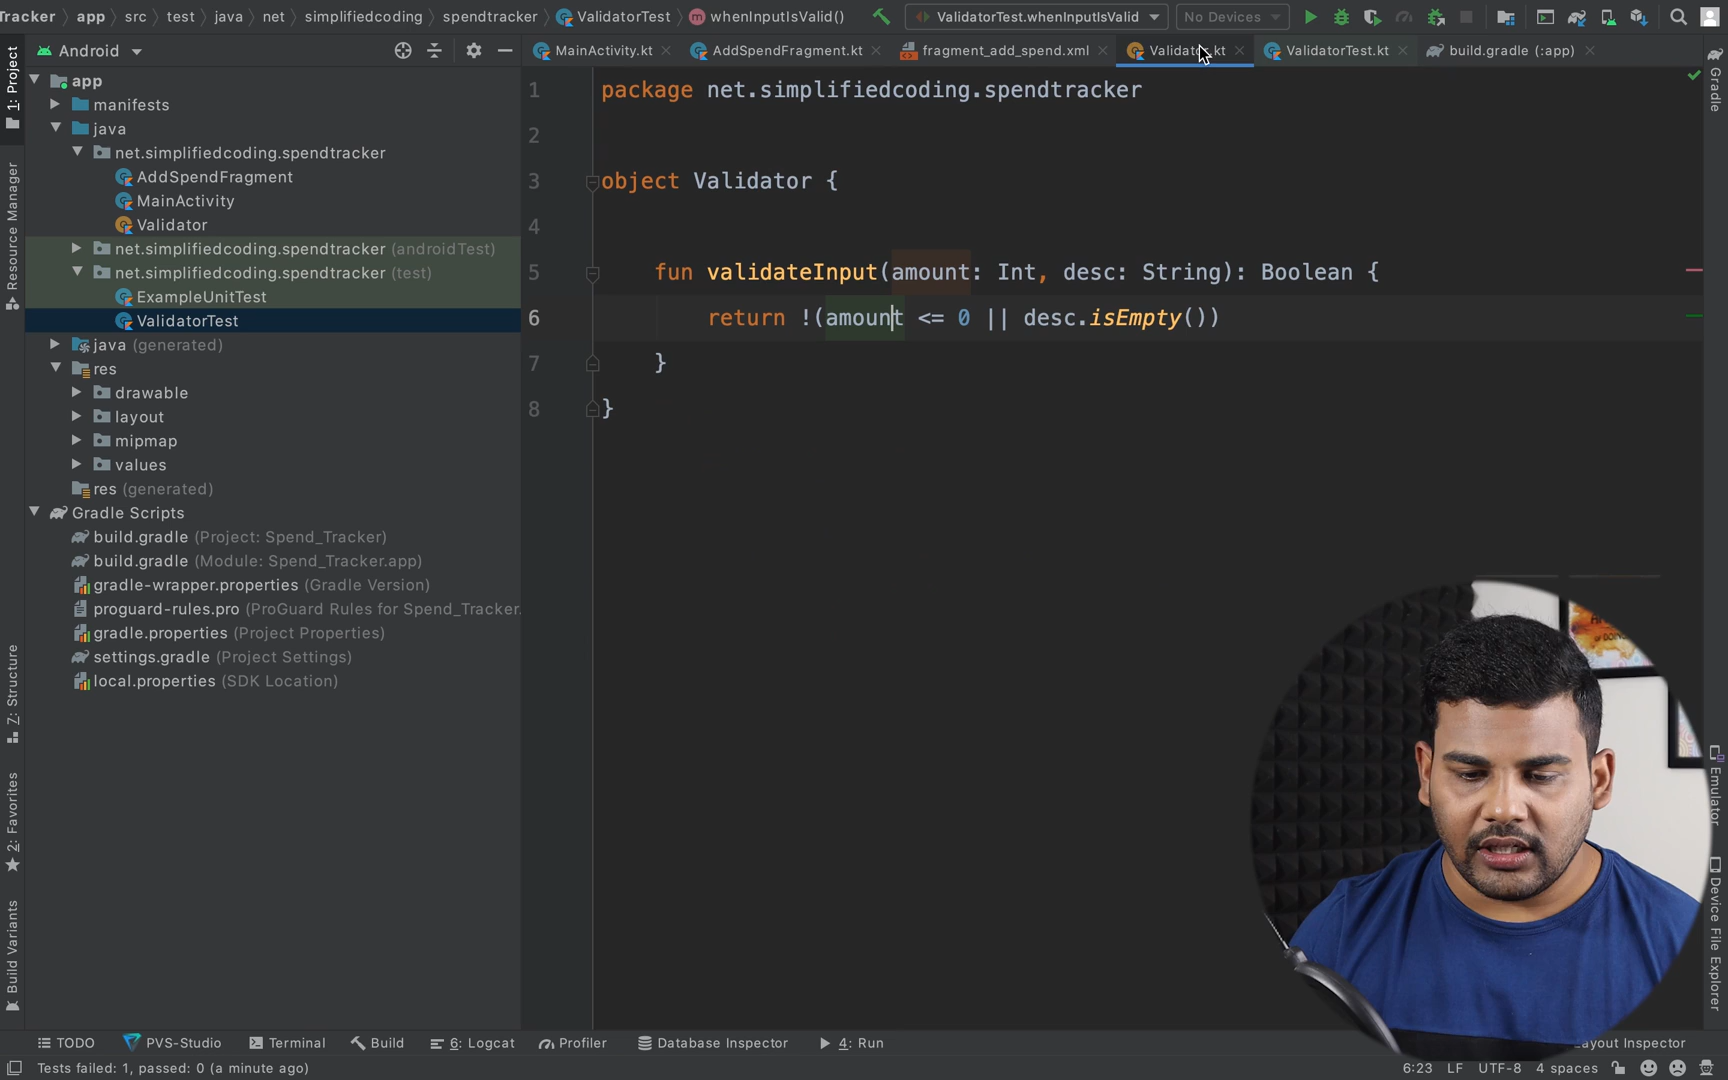 Tracker app src test java net simplifiedcoding spendtracker ValidatorTest whenInputIsValid() ValidatorTest.whenInputIsValid No Devices
Android
MainActivity.kt AddSpendFragment.kt fragment_add_spend.xml ValidatorTest.kt build.gradle (:app)
1: Project
Resource Manager
Z: Structure
2: Favorites
Build Variants
app
manifests
java
net.simplifiedcoding.spendtracker
AddSpendFragment
MainActivity
Validator
net.simplifiedcoding.spendtracker (androidTest)
net.simplifiedcoding.spendtracker (test)
ExampleUnitTest
ValidatorTest
java (generated)
res
drawable
layout
mipmap
values
res (generated)
Gradle Scripts
build.gradle (Project: Spend_Tracker)
build.gradle (Module: Spend_Tracker.app)
gradle-wrapper.properties (Gradle Version)
proguard-rules.pro (ProGuard Rules for Spend_Tracker.
gradle.properties (Project Properties)
settings.gradle (Project Settings)
local.properties (SDK Location)
1 package net.simplifiedcoding.spendtracker
2
3 object Validator {
4
5 fun validateInput(amount: Int, desc: String): Boolean {
6 return !(amount <= 0 || desc.isEmpty())
7 }
8 }
Gradle
Emulator
Device File Explorer
TODO PVS-Studio Terminal Build 6: Logcat Profiler Database Inspector 4: Run Layout Inspector
Tests failed: 1, passed: 0 (a minute ago) 6:23 LF UTF-8 4 spaces